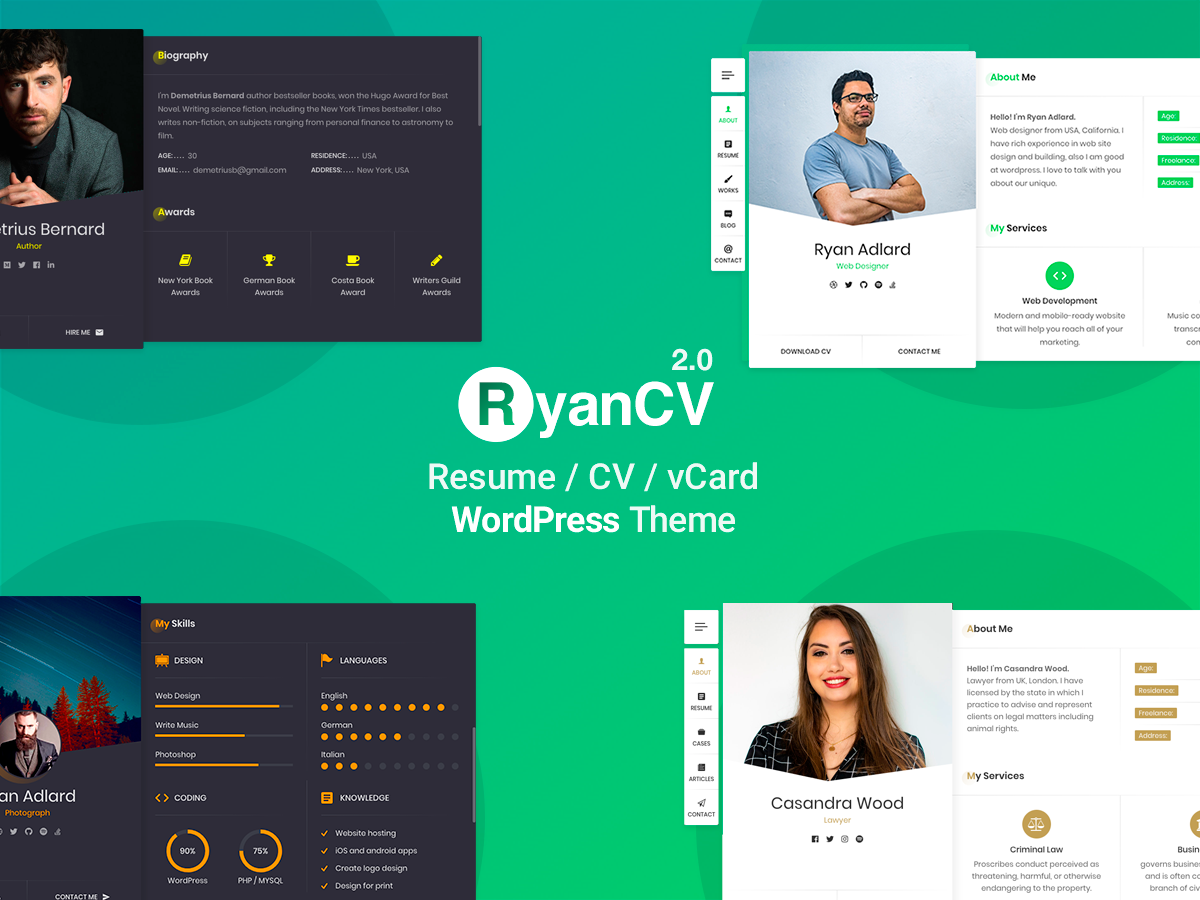 Biography
I'm Demetrius Bernard author bestseller books, won the Hugo Award for Best
Novel. Writing science fiction, including the New York Times bestseller. I also
writes non-fiction, on subjects ranging from personal finance to astronomy to
film.
AGE:.... 30
RESIDENCE:.... USA
EMAIL:.... demetriusb@gmail.com
ADDRESS:.... New York, USA
Awards
New York Book
Awards
German Book
Awards
Costa Book
Award
Writers Guild
Awards
etrius Bernard
Author
HIRE ME
ABOUT
RESUME
WORKS
BLOG
CONTACT
Ryan Adlard
Web Designer
DOWNLOAD CV
CONTACT ME
About Me
Hello! I'm Ryan Adlard.
Web designer from USA, California. I
have rich experience in web site
design and building, also I am good
at wordpress. I love to talk with you
about our unique.
Age:
Residence:
Freelance:
Address:
My Services
Web Development
Modern and mobile-ready website
that will help you reach all of your
marketing.
Music co
transcr
con
2.0
RyanCV
Resume / CV / vCard
WordPress Theme
an Adlard
Photograph
CONTACT ME
My Skills
DESIGN
Web Design
Write Music
Photoshop
LANGUAGES
English
German
Italian
CODING
90%
WordPress
75%
PHP / MYSQL
KNOWLEDGE
Website hosting
iOS and android apps
Create logo design
Design for print
ABOUT
RESUME
CASES
ARTICLES
CONTACT
Casandra Wood
Lawyer
About Me
Hello! I'm Casandra Wood.
Lawyer from UK, London. I have
licensed by the state in which I
practice to advise and represent
clients on legal matters including
animal rights.
Age:
Residence:
Freelance:
Address:
My Services
Criminal Law
Proscribes conduct perceived as
threatening, harmful, or otherwise
endangering to the property.
Busin
governs busines
and is often co
branch of civ